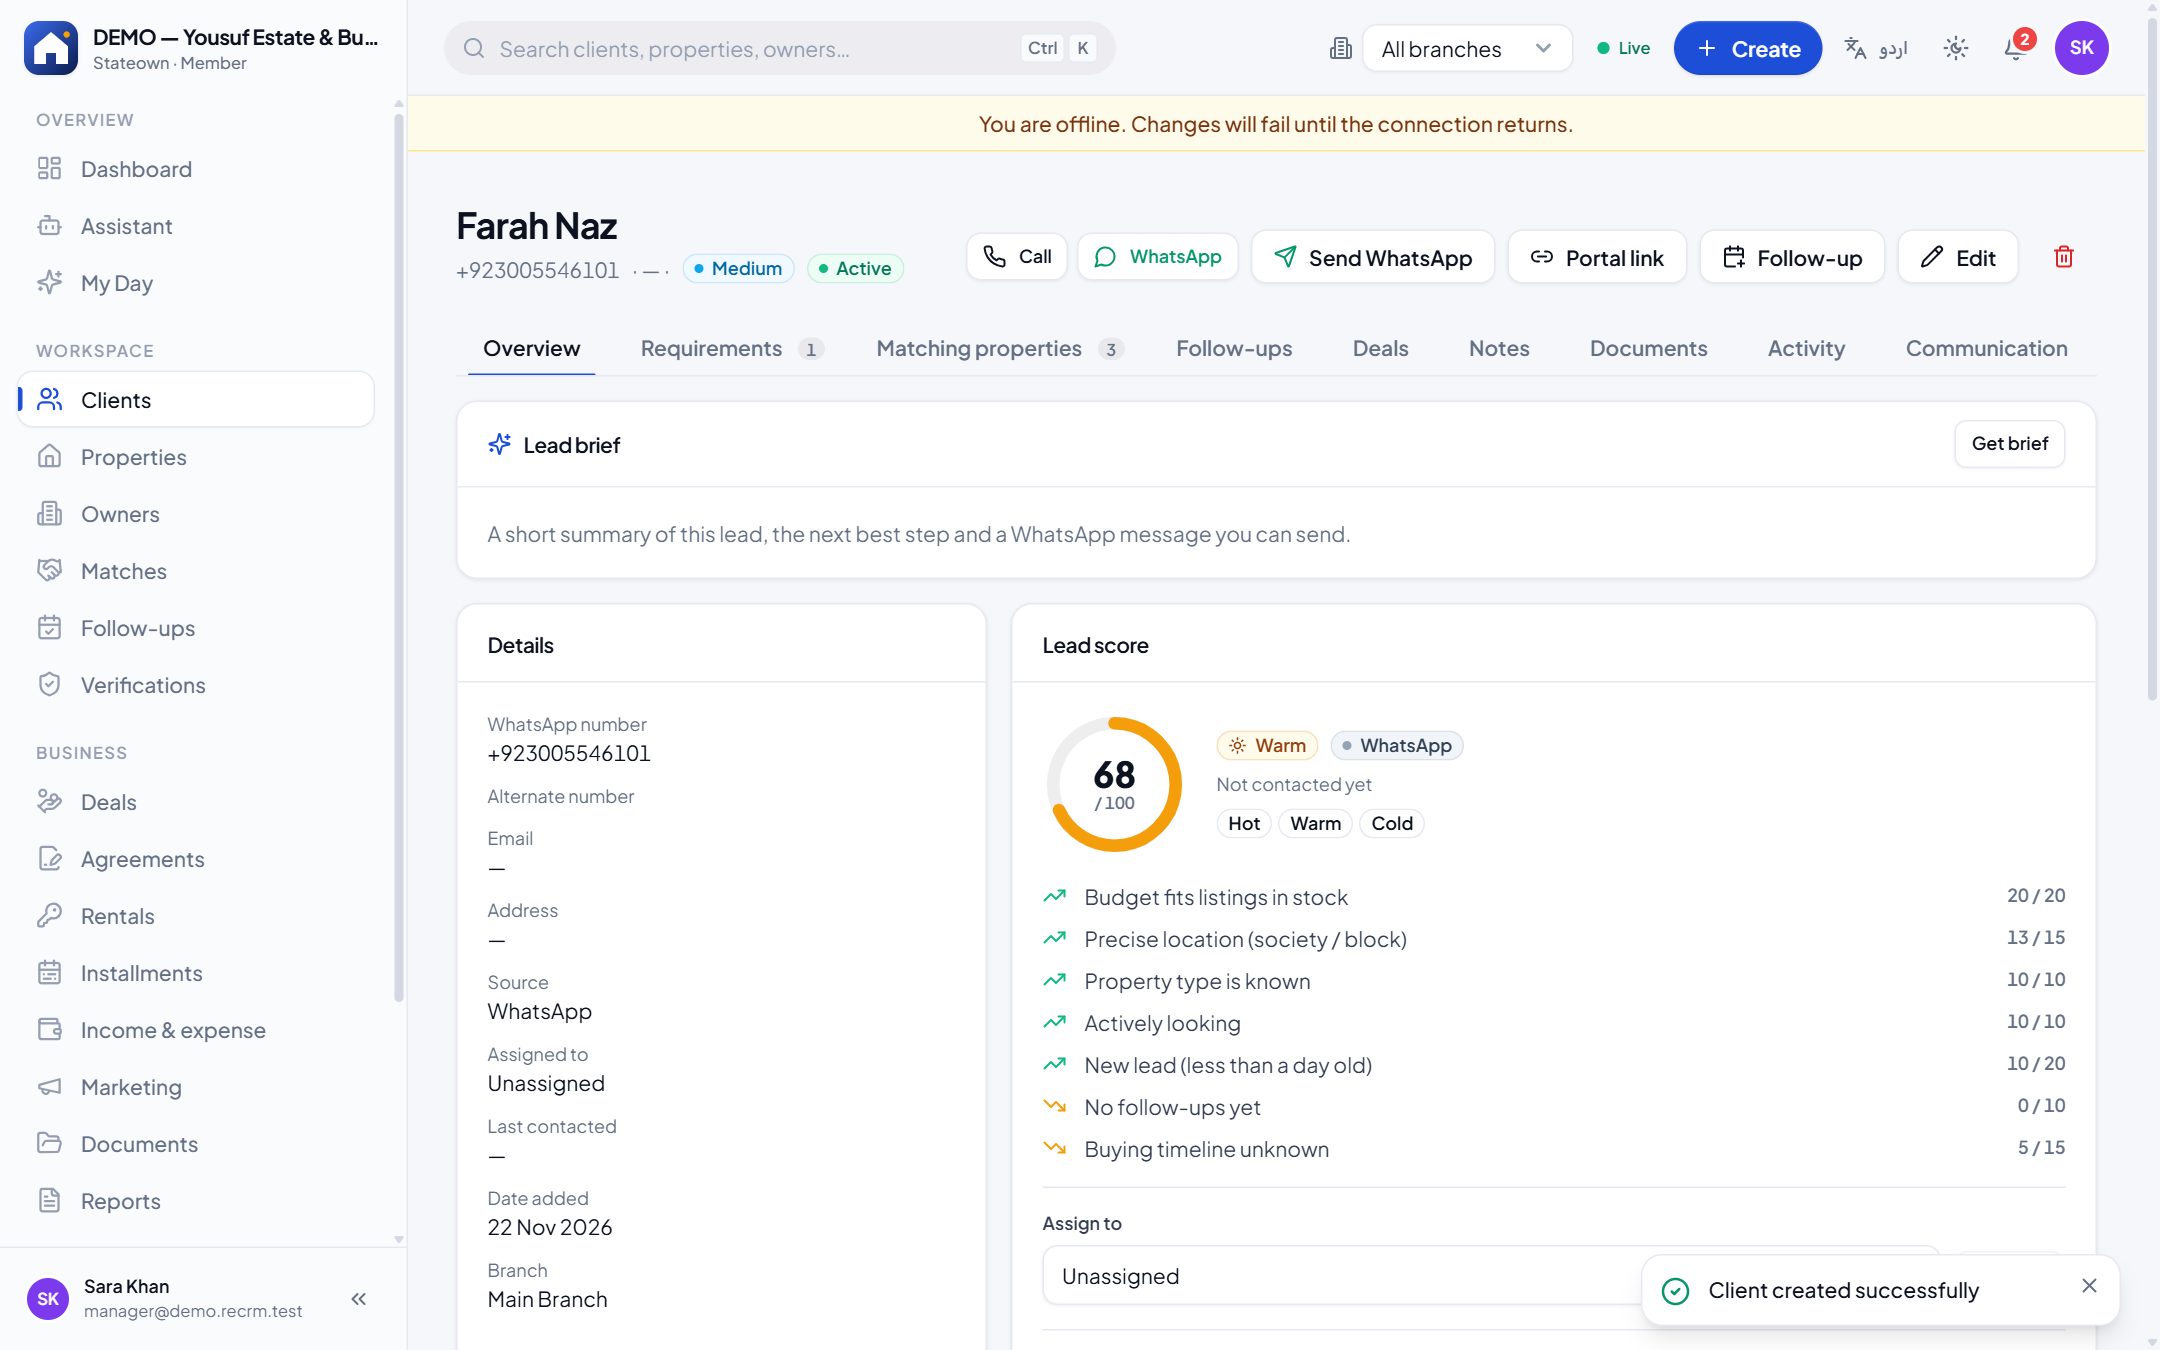 DEMO — Yousuf Estate & Bu...
Stateown · Member
OVERVIEW
Dashboard
Assistant
My Day
WORKSPACE
Clients
Properties
Owners
Matches
Follow-ups
Verifications
BUSINESS
Deals
Agreements
Rentals
Installments
Income & expense
Marketing
Documents
Reports
SK
Sara Khan
manager@demo.recrm.test
Search clients, properties, owners...
Ctrl K
All branches
Live
+ Create
اردو
2
SK
You are offline. Changes will fail until the connection returns.
Farah Naz
+923005546101 · — · Medium Active
Call
WhatsApp
Send WhatsApp
Portal link
Follow-up
Edit
Overview
Requirements 1
Matching properties 3
Follow-ups
Deals
Notes
Documents
Activity
Communication
Lead brief
Get brief
A short summary of this lead, the next best step and a WhatsApp message you can send.
Details
WhatsApp number
+923005546101
Alternate number
Email
—
Address
—
Source
WhatsApp
Assigned to
Unassigned
Last contacted
—
Date added
22 Nov 2026
Branch
Main Branch
Lead score
68
/ 100
Warm WhatsApp
Not contacted yet
Hot Warm Cold
Budget fits listings in stock 20 / 20
Precise location (society / block) 13 / 15
Property type is known 10 / 10
Actively looking 10 / 10
New lead (less than a day old) 10 / 20
No follow-ups yet 0 / 10
Buying timeline unknown 5 / 15
Assign to
Unassigned
Client created successfully